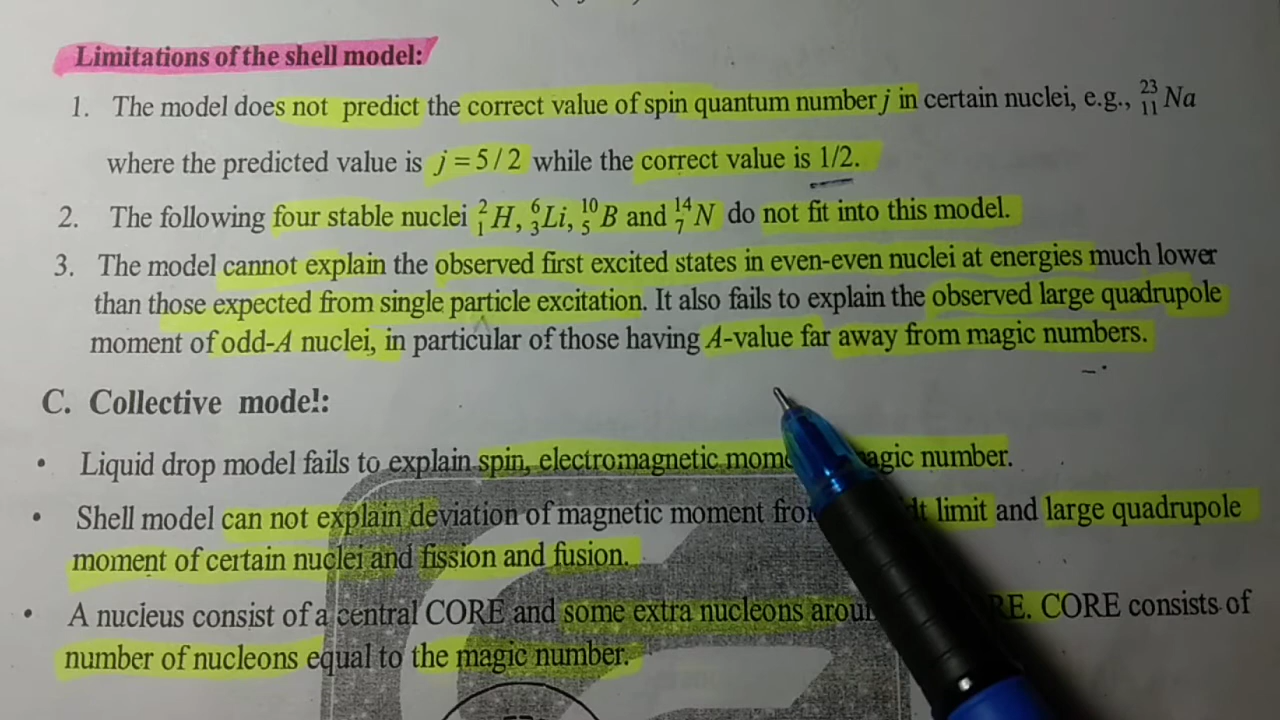 Limitations of the shell model:
1. The model does not predict the correct value of spin quantum number j in certain nuclei, e.g., ²³₁₁Na
where the predicted value is j = 5/2 while the correct value is 1/2.
2. The following four stable nuclei ²₁H, ⁶₃Li, ¹⁰₅B and ¹⁴₇N do not fit into this model.
3. The model cannot explain the observed first excited states in even-even nuclei at energies much lower
than those expected from single particle excitation. It also fails to explain the observed large quadrupole
moment of odd-A nuclei, in particular of those having A-value far away from magic numbers.
C. Collective model:
• Liquid drop model fails to explain spin, electromagnetic mome agic number.
• Shell model can not explain deviation of magnetic moment from dt limit and large quadrupole
moment of certain nuclei and fission and fusion.
• A nucleus consist of a central CORE and some extra nucleons arou RE. CORE consists of
number of nucleons equal to the magic number.